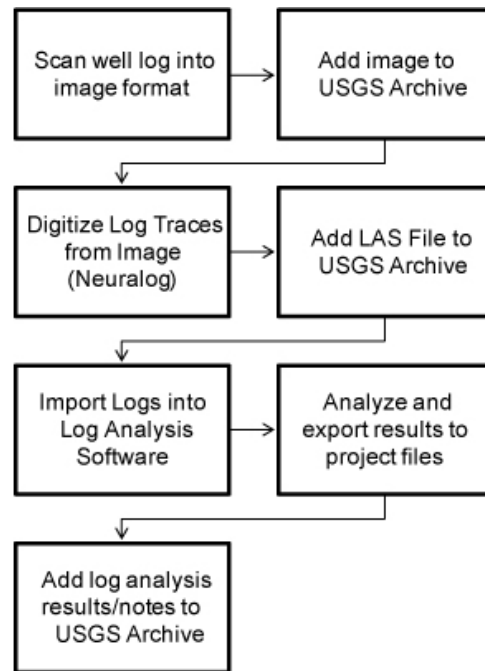 Scan well log into
image format
Add image to
USGS Archive
Digitize Log Traces
from Image
(Neuralog)
Add LAS File to
USGS Archive
Import Logs into
Log Analysis
Software
Analyze and
export results to
project files
Add log analysis
results/notes to
USGS Archive